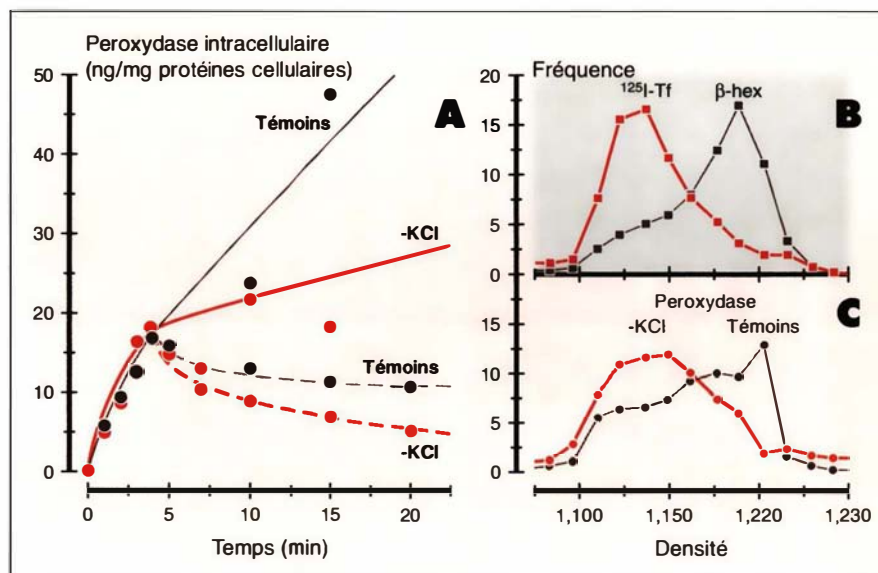 Peroxydase intracellulaire
(ng/mg protéines cellulaires)
A
50
40
30
20
10
0
Témoins
-KCl
Témoins
-KCl
0 5 10 15 20
Temps (min)
Fréquence
B
20
15
10
5
0
¹²⁵I-Tf β-hex
C
Peroxydase
-KCl Témoins
15
10
5
0
1,100 1,150 1,220 1,230
Densité